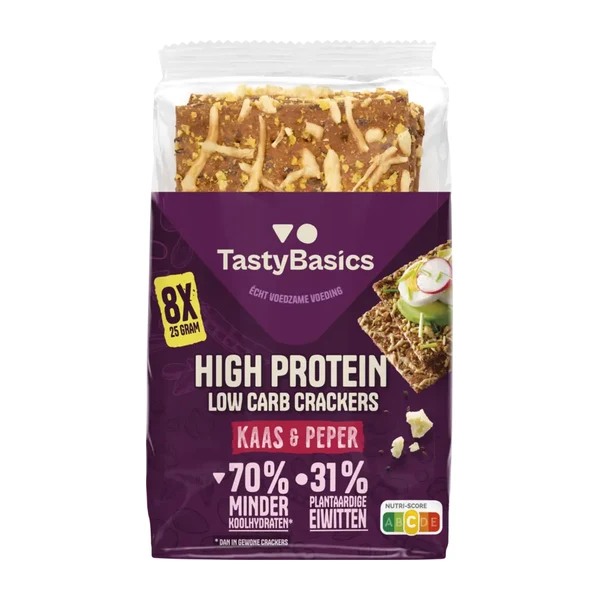 TastyBasics
ÉCHT VOEDZAME VOEDING
8X
25 GRAM
HIGH PROTEIN
LOW CARB CRACKERS
KAAS & PEPER
70%
MINDER
KOOLHYDRATEN*
31%
PLANTAARDIGE
EIWITTEN
* DAN IN GEWONE CRACKERS
NUTRI-SCORE
A B C D E